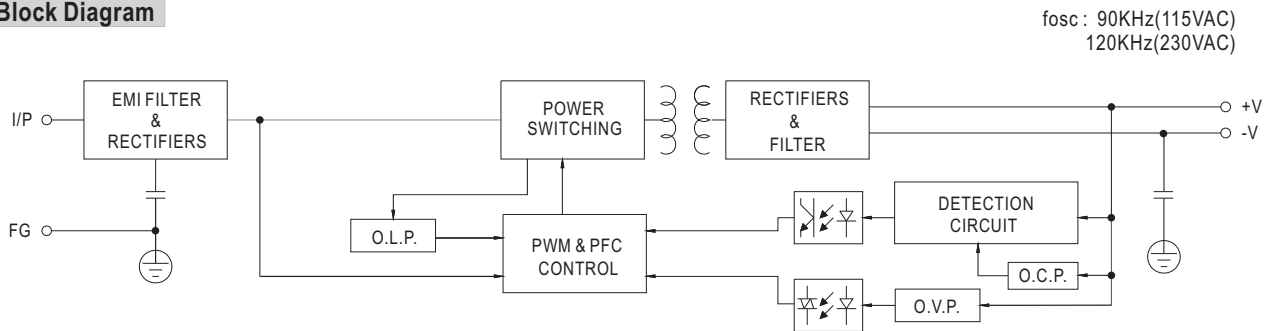 Block Diagram
fosc : 90KHz(115VAC)
120KHz(230VAC)
I/P
EMI FILTER
&
RECTIFIERS
POWER
SWITCHING
RECTIFIERS
&
FILTER
+V
-V
FG
O.L.P.
PWM & PFC
CONTROL
DETECTION
CIRCUIT
O.C.P.
O.V.P.